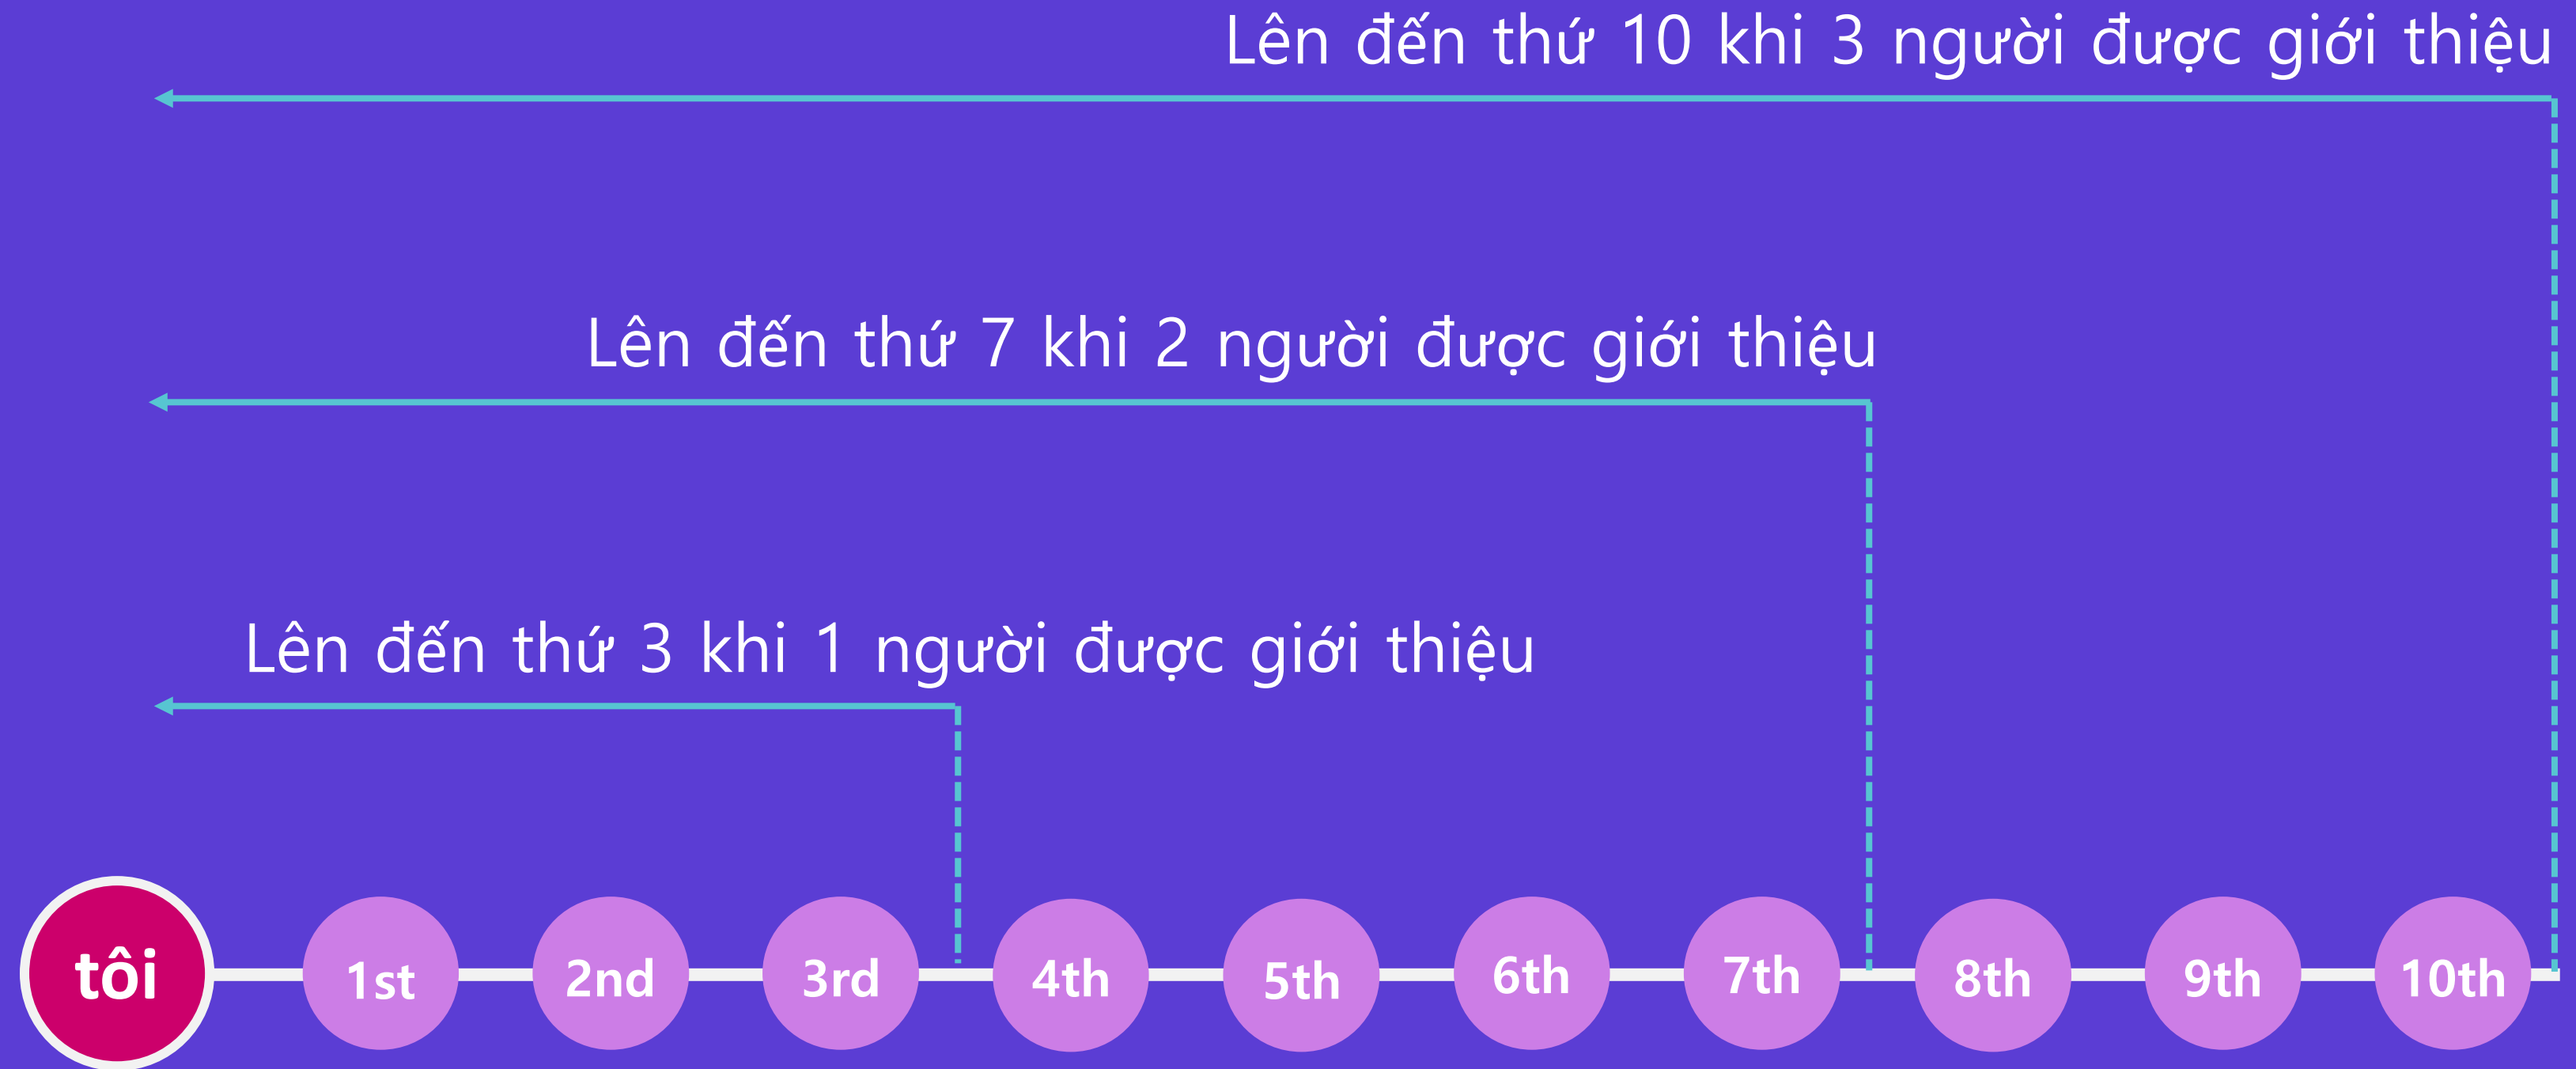 Lên đến thứ 10 khi 3 người được giới thiệu
Lên đến thứ 7 khi 2 người được giới thiệu
Lên đến thứ 3 khi 1 người được giới thiệu
tôi 1st 2nd 3rd 4th 5th 6th 7th 8th 9th 10th